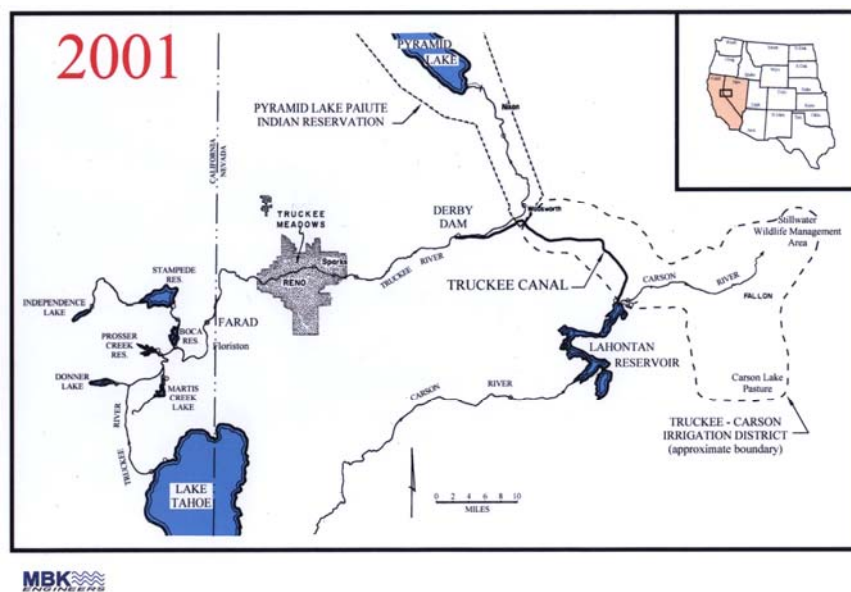 2001
PYRAMID
LAKE
PYRAMID LAKE PAIUTE
INDIAN RESERVATION
Nixon
CALIFORNIA
NEVADA
TRUCKEE
MEADOWS
DERBY
DAM
Wadsworth
Stillwater
Wildlife Management
Area
Sparks
RENO
TRUCKEE
RIVER
TRUCKEE CANAL
CARSON
RIVER
FALLON
STAMPEDE
RES.
INDEPENDENCE
LAKE
FARAD
BOCA
RES.
Floriston
PROSSER
CREEK
RES.
LAHONTAN
RESERVOIR
DONNER
LAKE
MARTIS
CREEK
LAKE
CARSON
RIVER
Carson Lake
Pasture
TRUCKEE
RIVER
TRUCKEE - CARSON
IRRIGATION DISTRICT
(approximate boundary)
LAKE
TAHOE
0 2 4 6 8 10
MILES
MBK
ENGINEERS